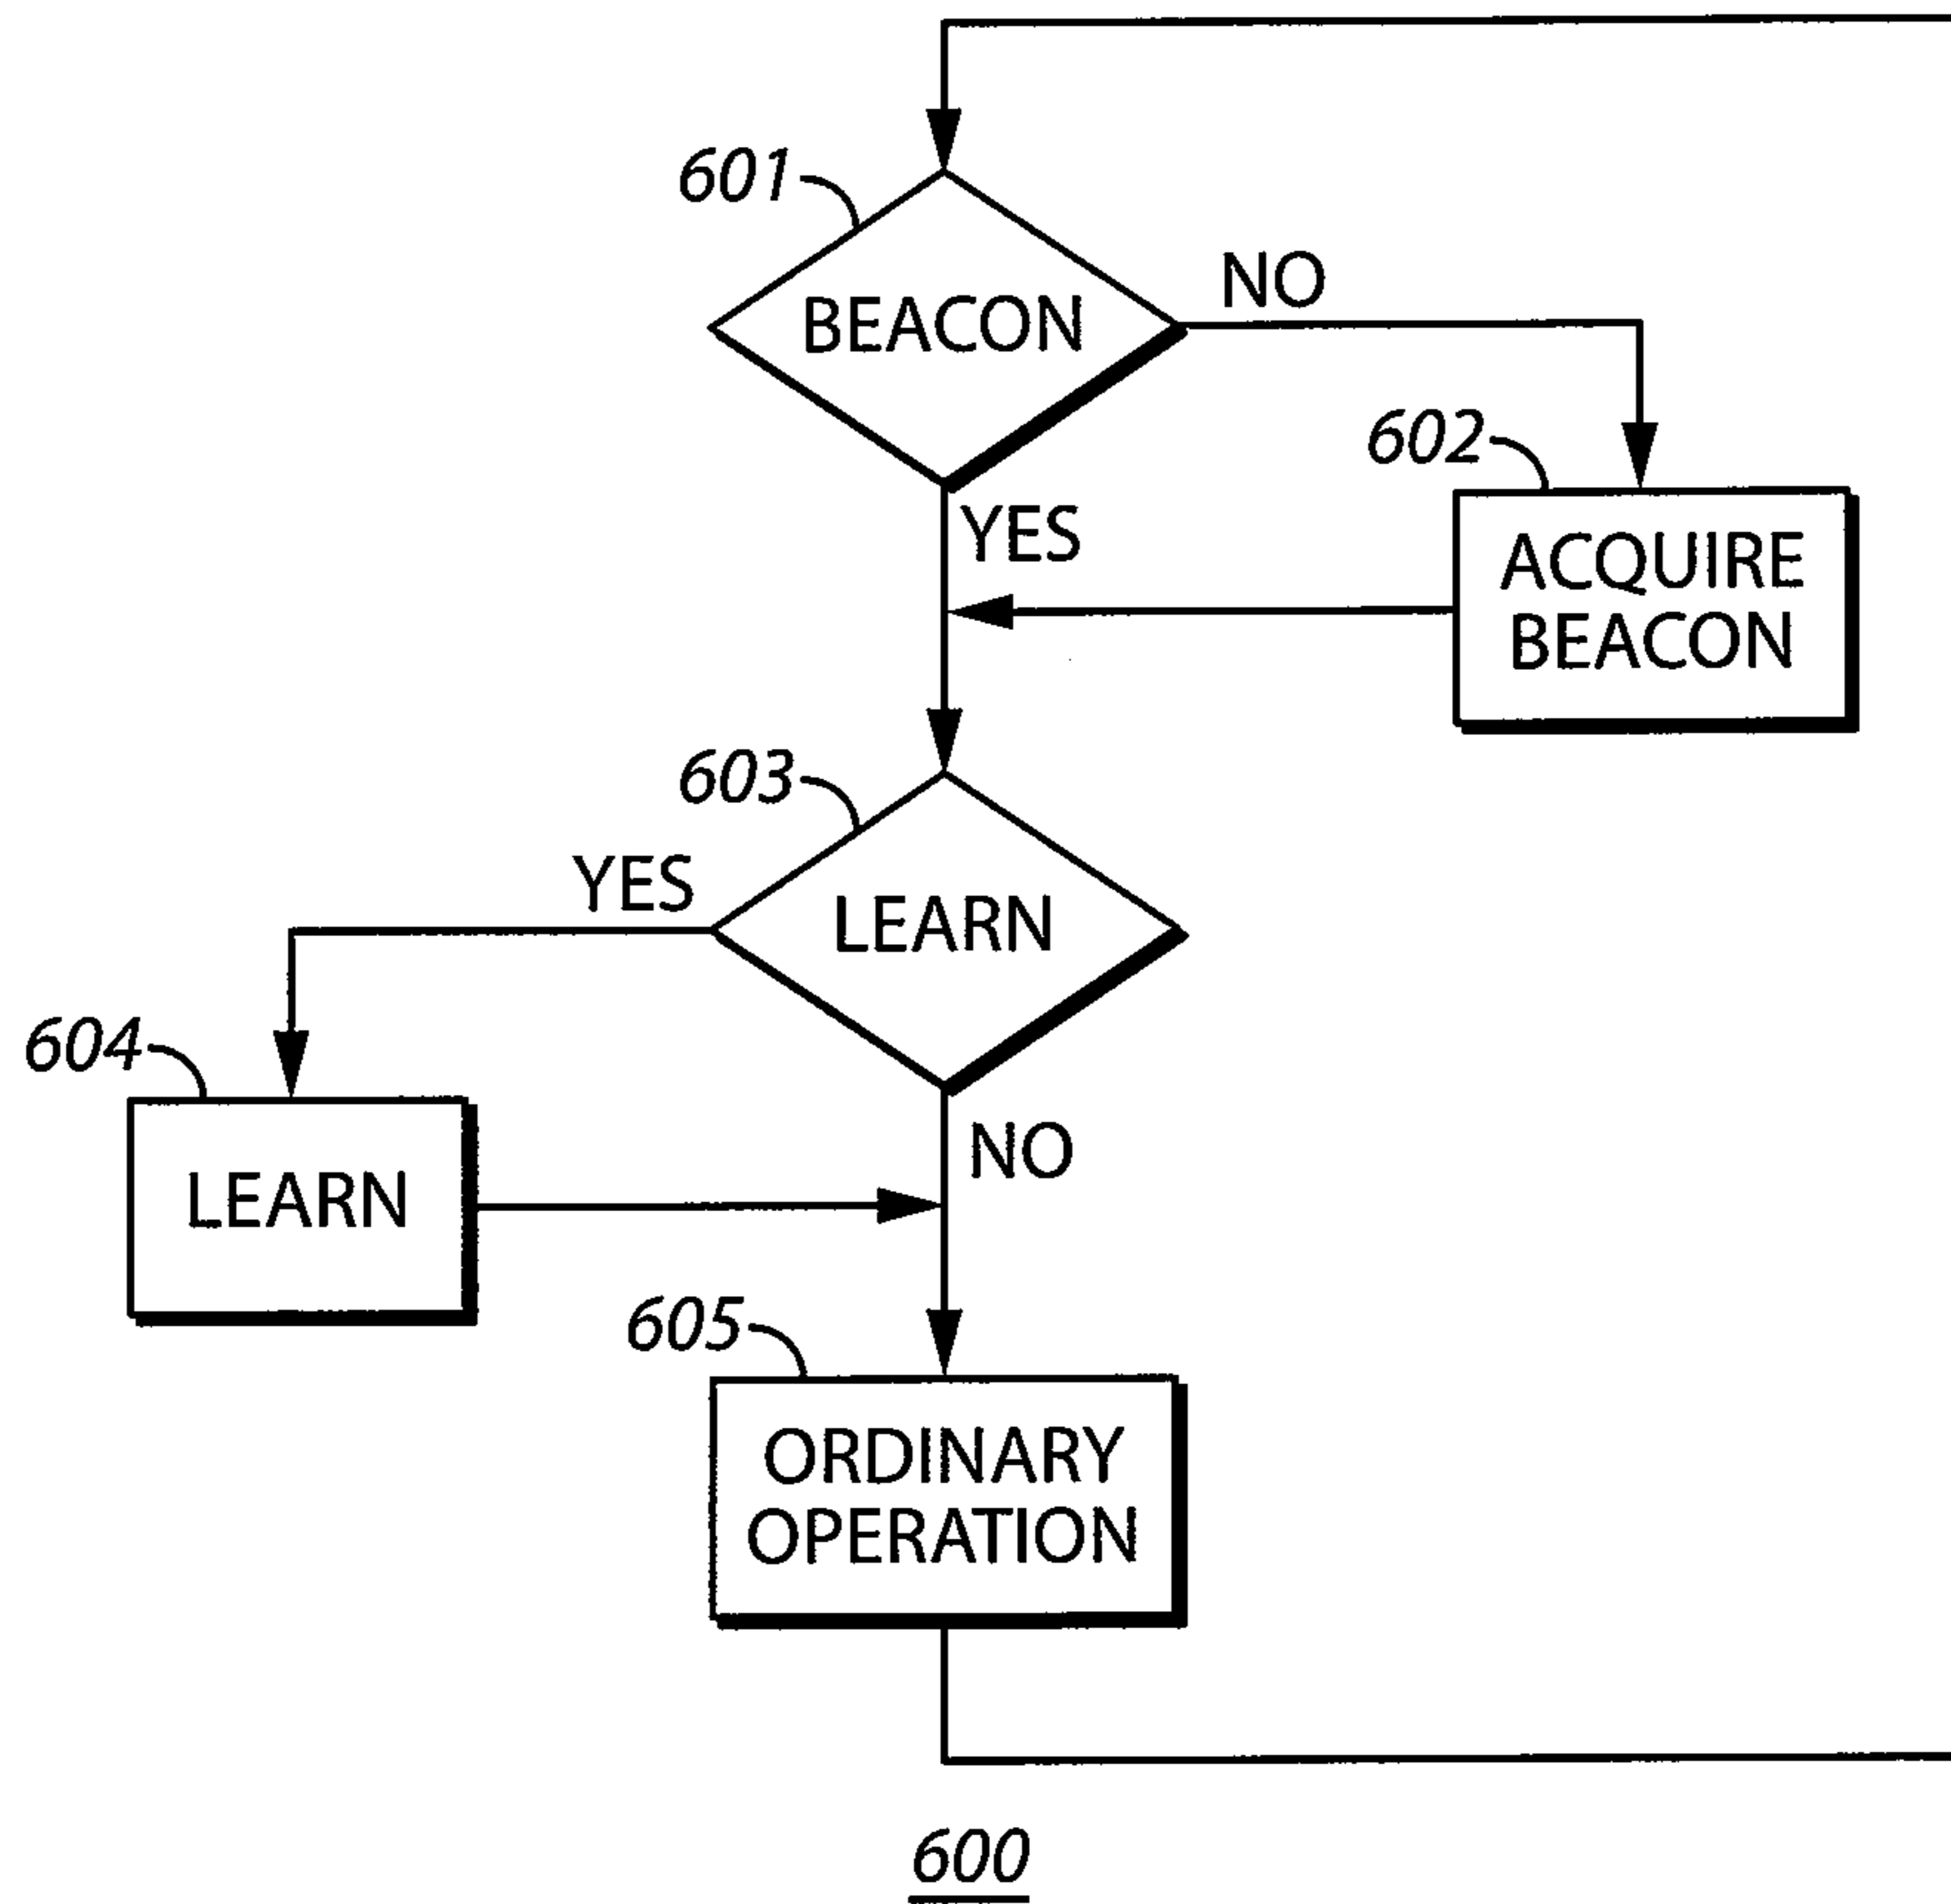 601
BEACON
NO
602
YES
ACQUIRE
BEACON
603
YES
LEARN
604
NO
LEARN
605
ORDINARY
OPERATION
600